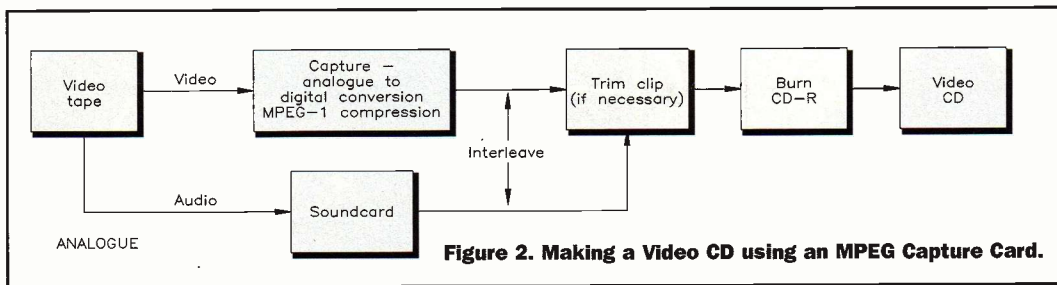 Video
tape
Video
Capture –
analogue to
digital conversion
MPEG–1 compression
Trim clip
(if necessary)
Burn
CD–R
Video
CD
Interleave
Audio
Soundcard
ANALOGUE
Figure 2. Making a Video CD using an MPEG Capture Card.